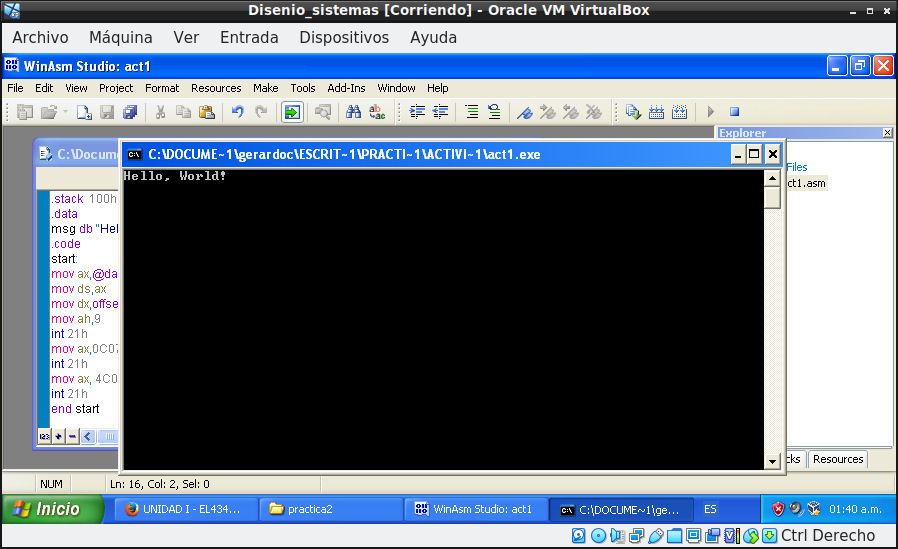 Disenio_sistemas [Corriendo] - Oracle VM VirtualBox
Archivo Máquina Ver Entrada Dispositivos Ayuda
WinAsm Studio: act1
File Edit View Project Format Resources Make Tools Add-Ins Window Help
Explorer
C:\Docume
C:\DOCUME~1\gerardoc\ESCRIT~1\PRACTI~1\ACTIVI~1\act1.exe
Hello, World!
Files
ct1.asm
.stack 100h
.data
msg db "Hel
.code
start:
mov ax,@da
mov ds,ax
mov dx,offse
mov ah,9
int 21h
mov ax,0C07
int 21h
mov ax, 4C0
int 21h
end start
cks Resources
NUM Ln: 16, Col: 2, Sel: 0
Inicio UNIDAD I - EL434... practica2 WinAsm Studio: act1 C:\DOCUME~1\ge... ES 01:40 a.m.
Ctrl Derecho